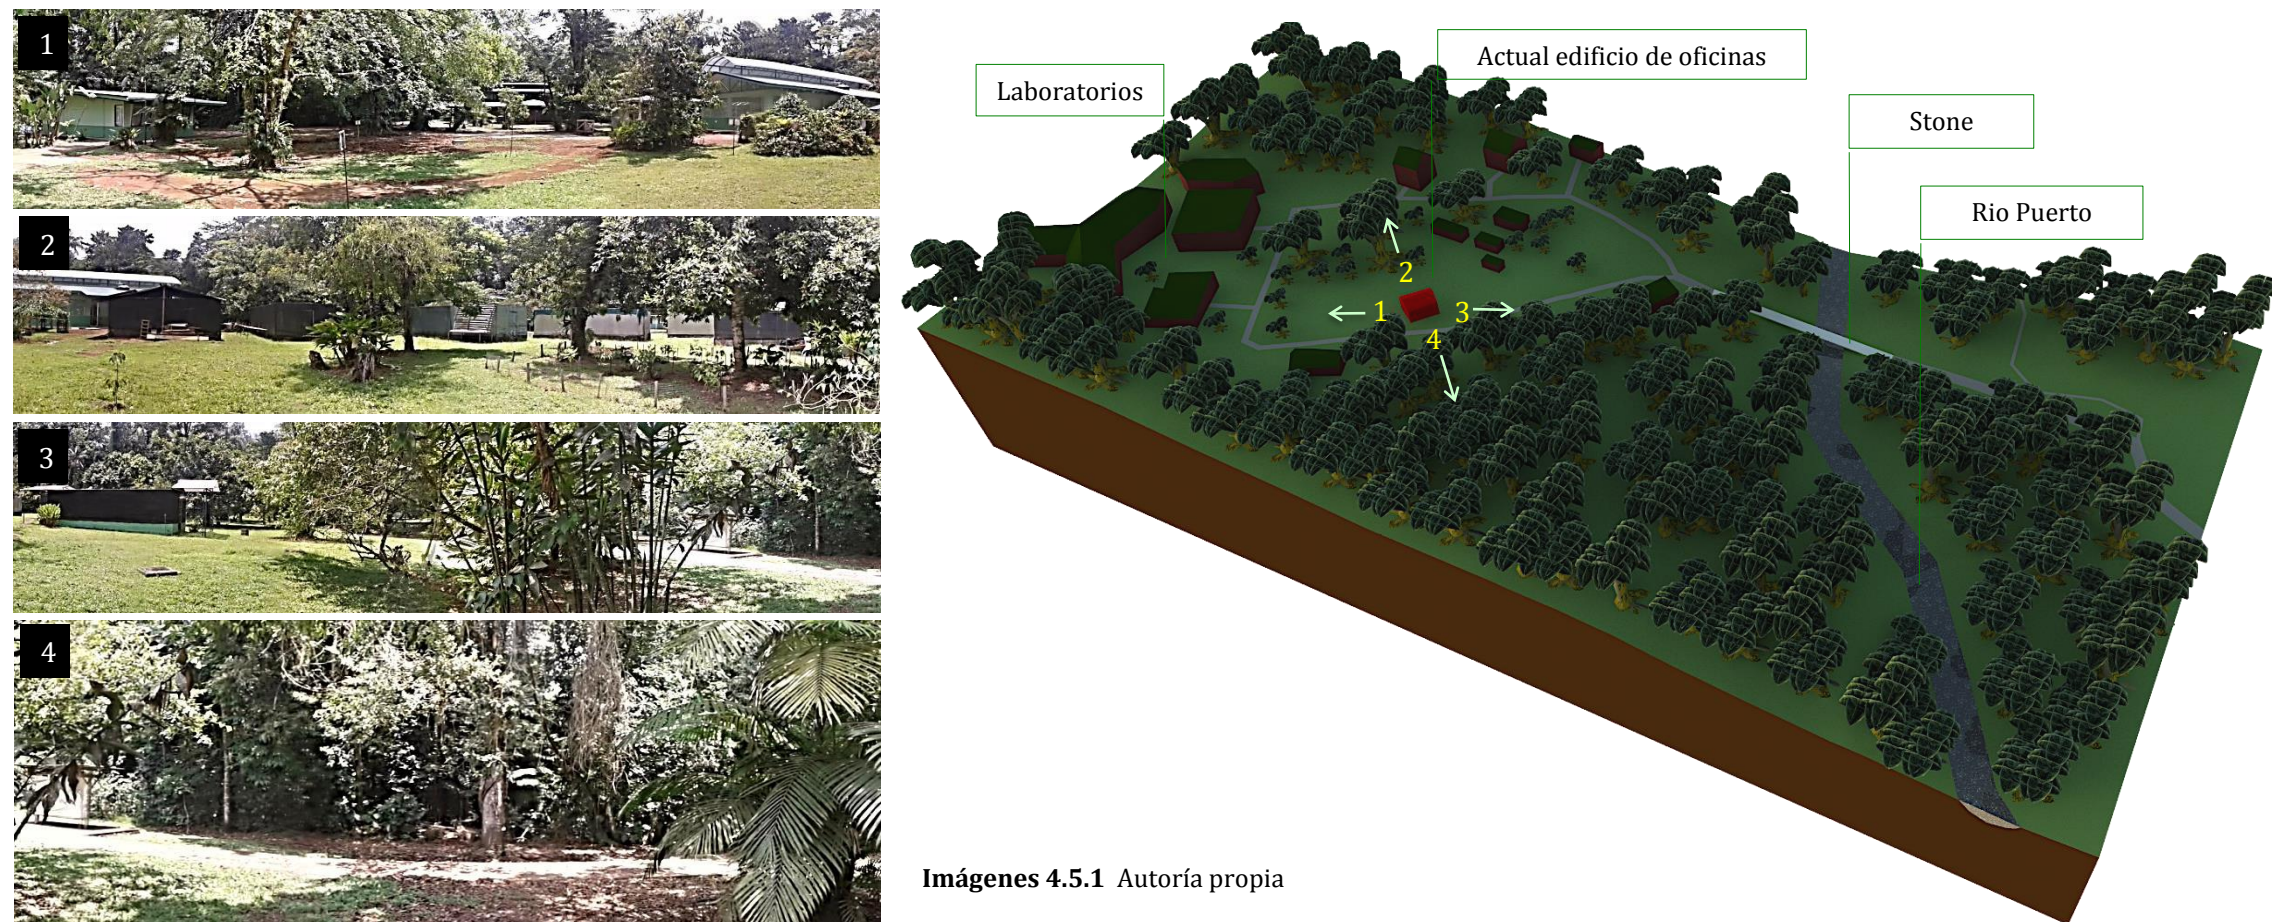 1
2
3
4
Actual edificio de oficinas
Laboratorios
Stone
Rio Puerto
2
1
3
4
Imágenes 4.5.1 Autoría propia